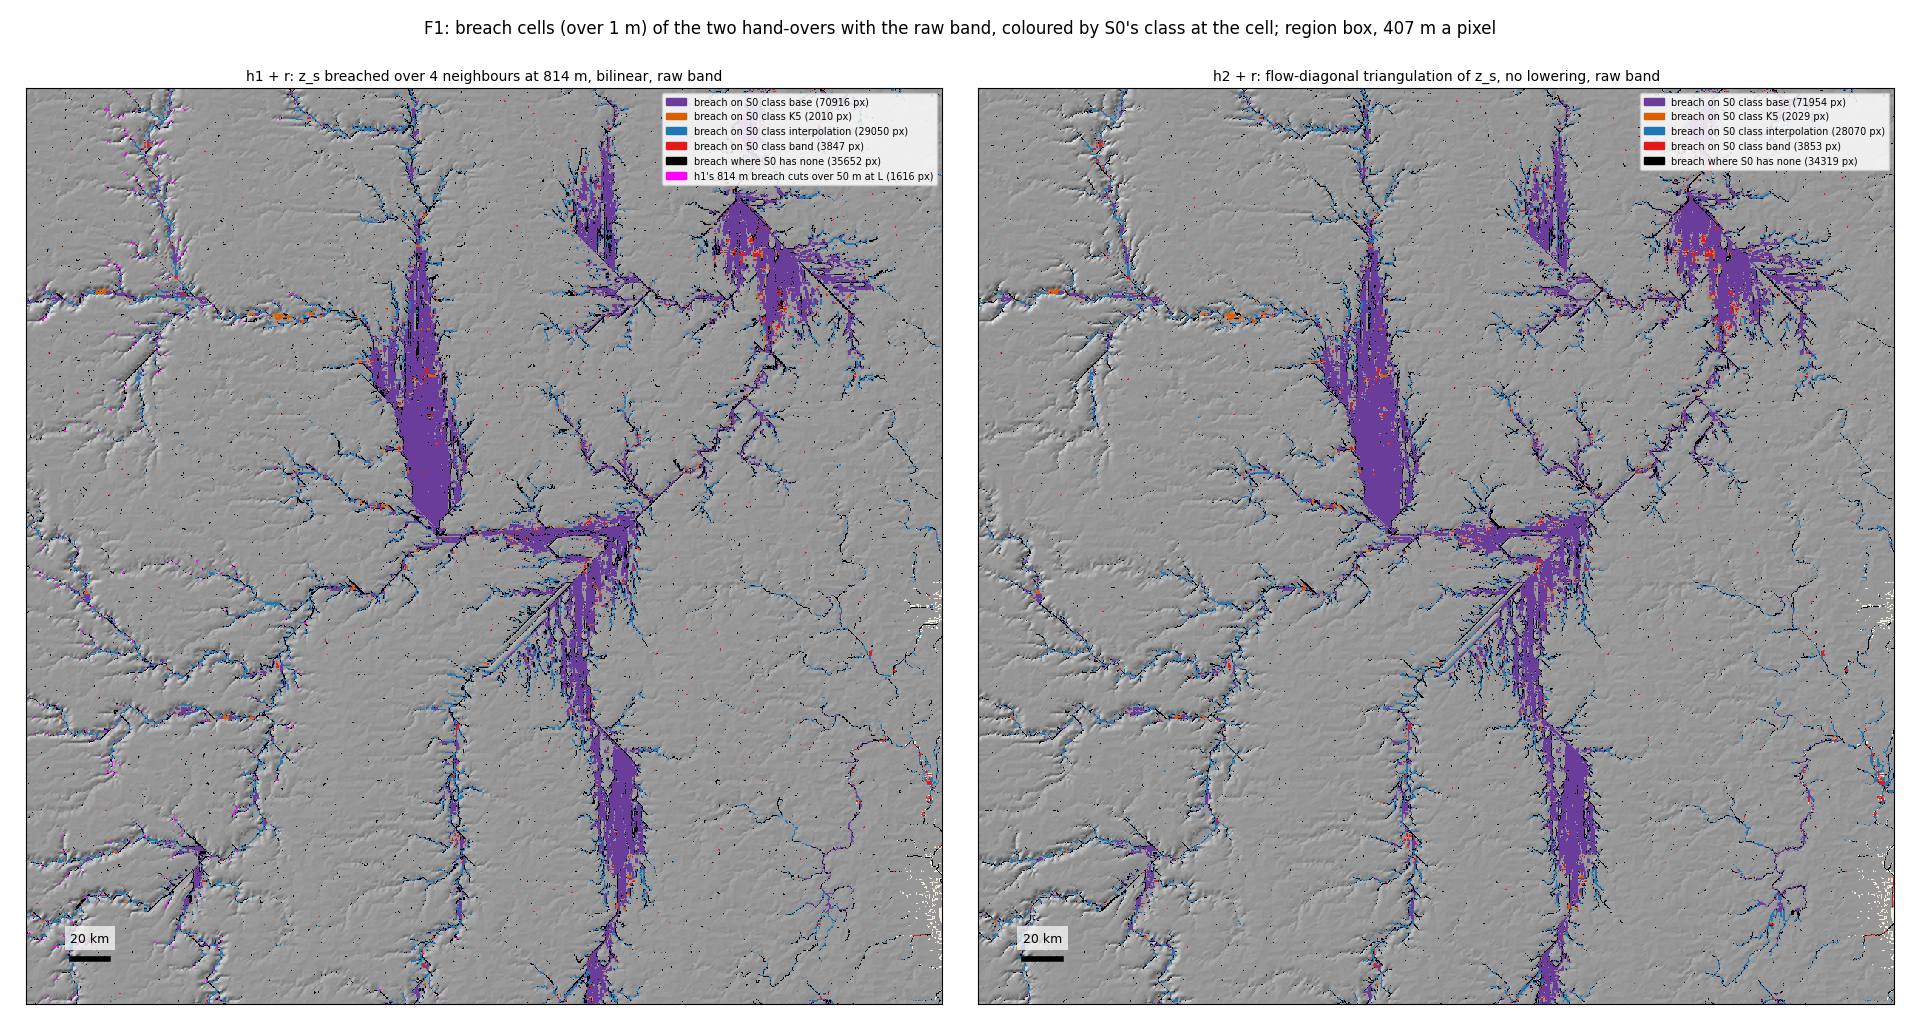 F1: breach cells (over 1 m) of the two hand-overs with the raw band, coloured by S0's class at the cell; region box, 407 m a pixel
h1 + r: z_s breached over 4 neighbours at 814 m, bilinear, raw band
breach on S0 class base (70916 px)
breach on S0 class K5 (2010 px)
breach on S0 class interpolation (29050 px)
breach on S0 class band (3847 px)
breach where S0 has none (35652 px)
h1's 814 m breach cuts over 50 m at L (1616 px)
20 km
h2 + r: flow-diagonal triangulation of z_s, no lowering, raw band
breach on S0 class base (71954 px)
breach on S0 class K5 (2029 px)
breach on S0 class interpolation (28070 px)
breach on S0 class band (3853 px)
breach where S0 has none (34319 px)
20 km